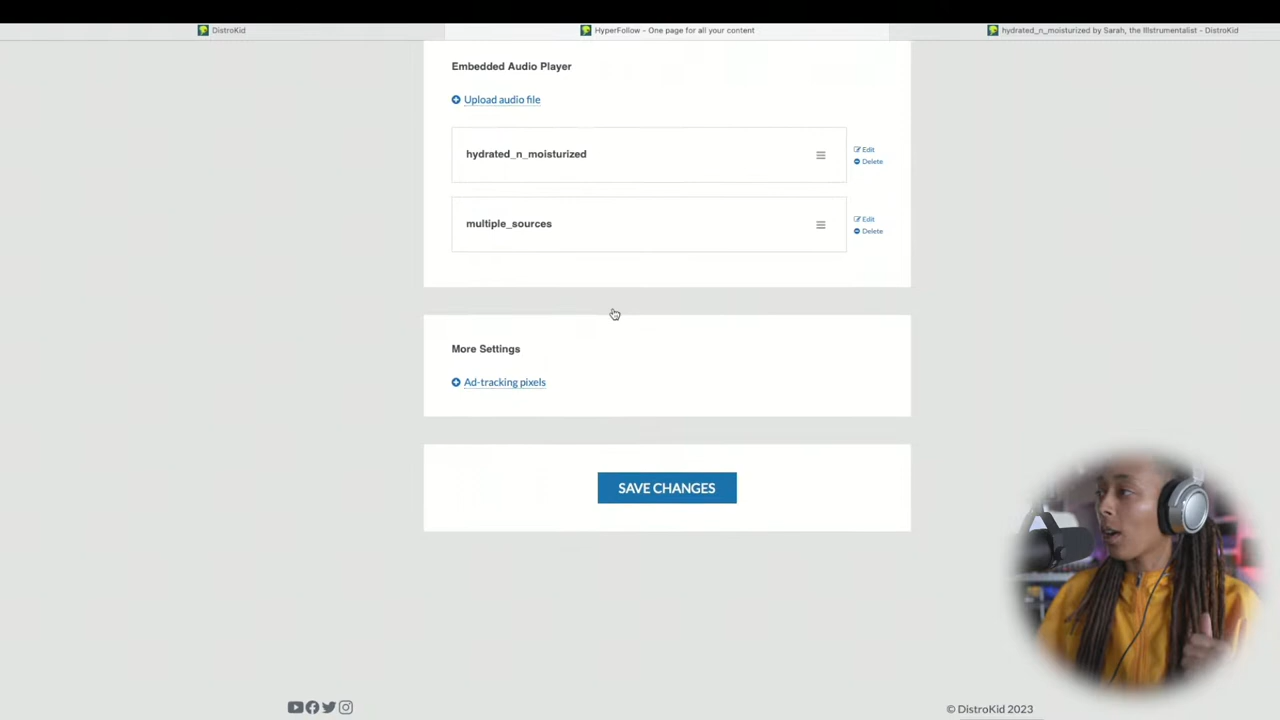 DistroKid
HyperFollow - One page for all your content
hydrated_n_moisturized by Sarah, the Illstrumentalist - DistroKid
Embedded Audio Player
Upload audio file
hydrated_n_moisturized
Edit
Delete
multiple_sources
Edit
Delete
More Settings
Ad-tracking pixels
SAVE CHANGES
© DistroKid 2023